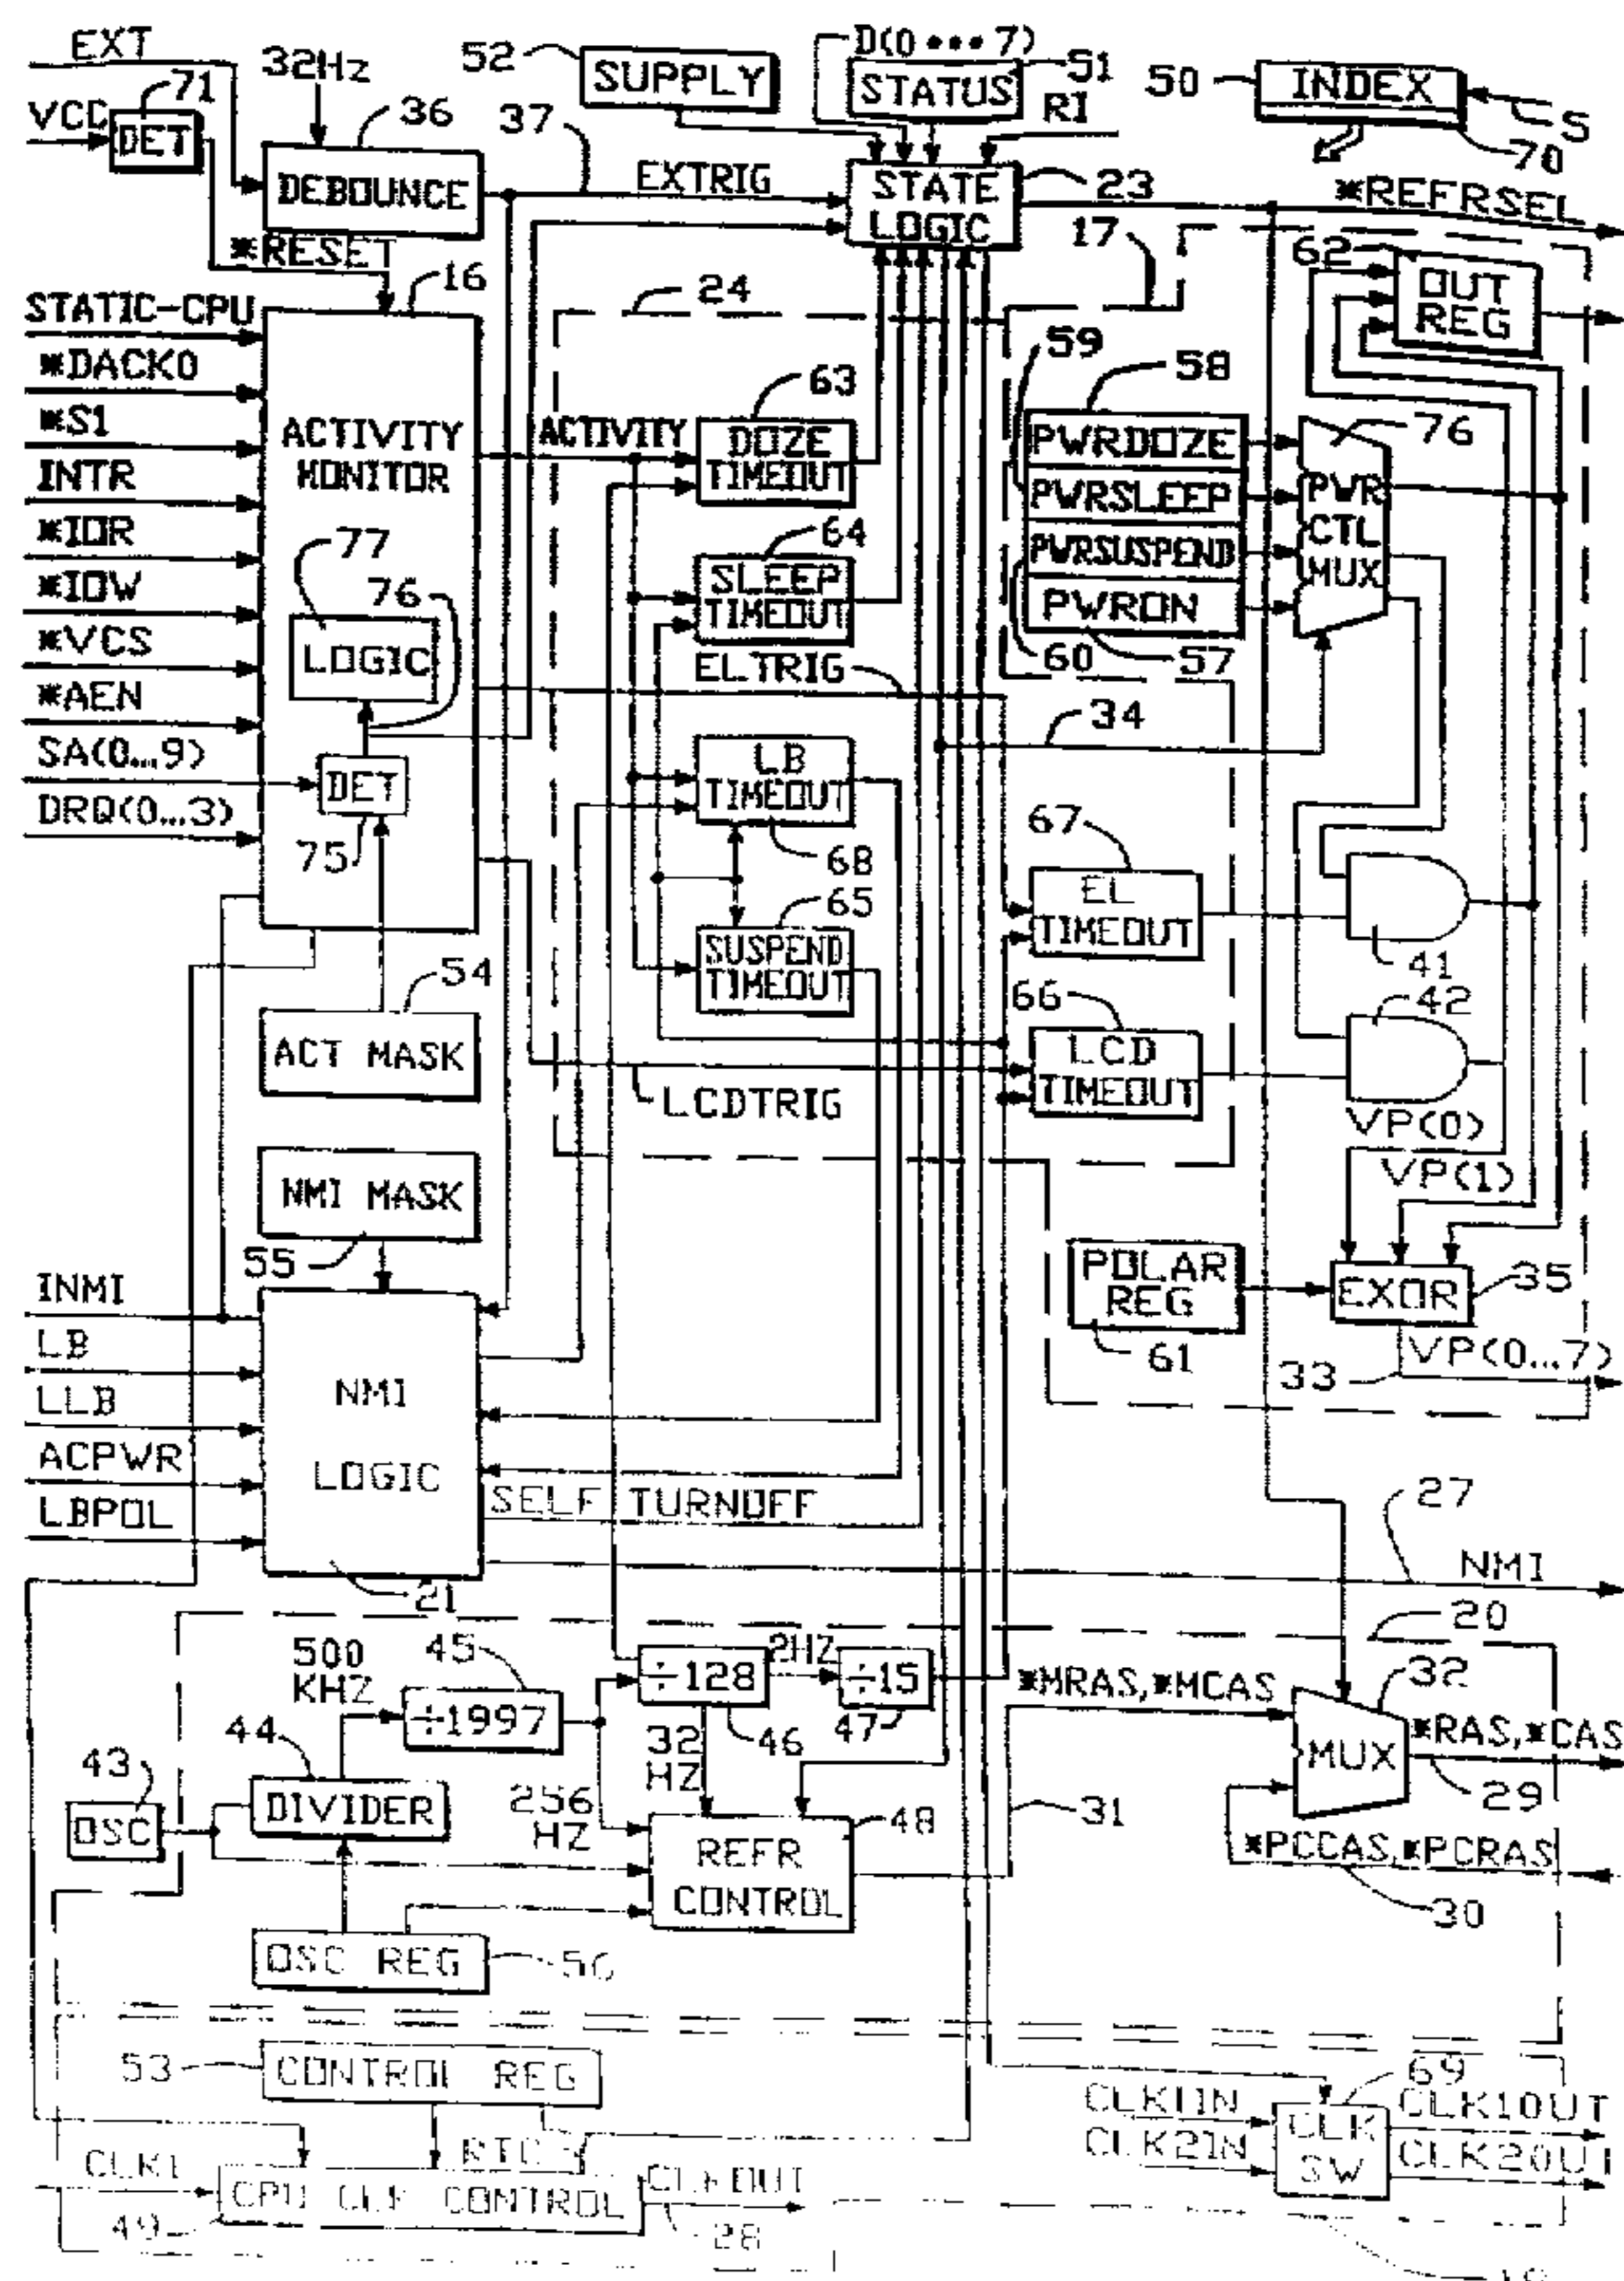 EXT
32Hz
52
SUPPLY
D(0 ••• 7)
STATUS
51
RI
50
INDEX
S
70
VCC
71
DET
36
37
DEBOUNCE
EXTRIG
STATE
LOGIC
23
*REFRSEL
*RESET
17
62
OUT
REG
16
24
STATIC-CPU
*DACK0
*S1
INTR
*IOR
*IOW
*VCS
*AEN
SA(0...9)
DRQ(0...3)
ACTIVITY
MONITOR
77
LOGIC
76
DET
75
ACTIVITY
63
DOZE
TIMEOUT
64
SLEEP
TIMEOUT
ELTRIG
LB
TIMEOUT
68
65
SUSPEND
TIMEOUT
59
58
PWRDOZE
PWRSLEEP
PWRSUSPEND
PWRON
60
57
76
PWR
CTL
MUX
34
67
EL
TIMEOUT
41
66
LCD
TIMEOUT
42
54
ACT MASK
LCDTRIG
VP(0)
VP(1)
NMI MASK
55
POLAR
REG
61
EXOR
35
VP(0...7)
33
INMI
LB
LLB
ACPWR
LBPOL
NMI
LOGIC
21
SELF TURNOFF
27
NMI
20
500
KHZ
45
÷1997
÷128
2HZ
÷15
46
47
*MRAS,*MCAS
32
MUX
*RAS,*CAS
29
44
43
OSC
DIVIDER
256
HZ
32
HZ
48
REFR
CONTROL
31
*PCCAS,*PCRAS
30
OSC REG
56
53
CONTROL REG
RTC
CLKI
CPU CLK CONTROL
49
CLKOUT
28
69
CLK1IN
CLK2IN
CLK
SW
CLK1OUT
CLK2OUT